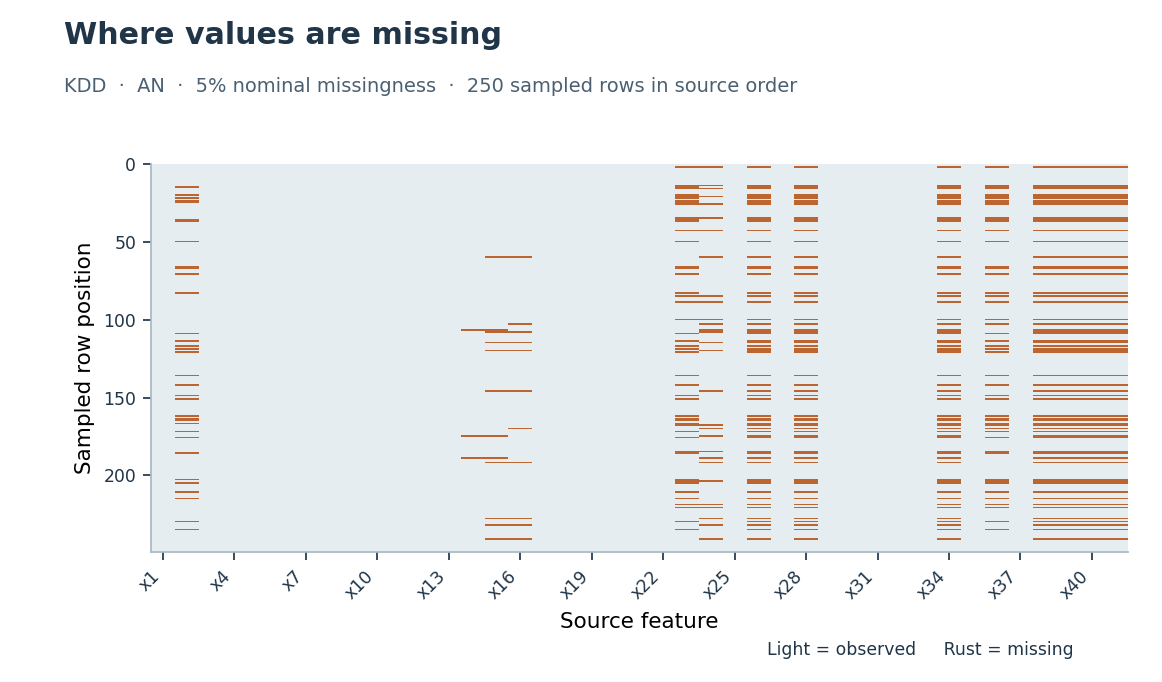 Where values are missing
KDD · AN · 5% nominal missingness · 250 sampled rows in source order
Sampled row position
0
50
100
150
200
x1 x4 x7 x10 x13 x16 x19 x22 x25 x28 x31 x34 x37 x40
Source feature
Light = observed Rust = missing